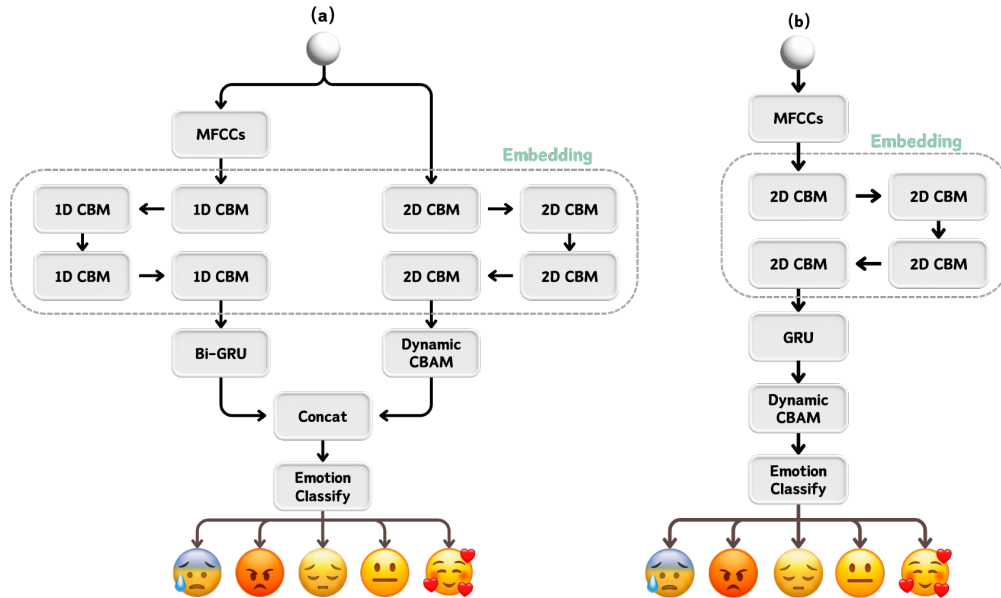 (a)
MFCCs
Embedding
1D CBM
1D CBM
2D CBM
2D CBM
1D CBM
1D CBM
2D CBM
2D CBM
Bi-GRU
Dynamic
CBAM
Concat
Emotion
Classify
(b)
MFCCs
Embedding
2D CBM
2D CBM
2D CBM
2D CBM
GRU
Dynamic
CBAM
Emotion
Classify